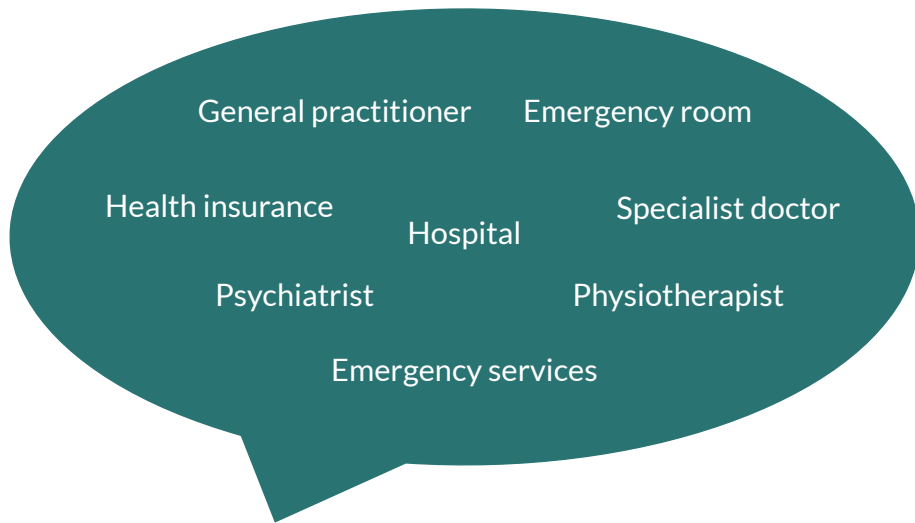 General practitioner
Emergency room
Health insurance
Specialist doctor
Hospital
Psychiatrist
Physiotherapist
Emergency services